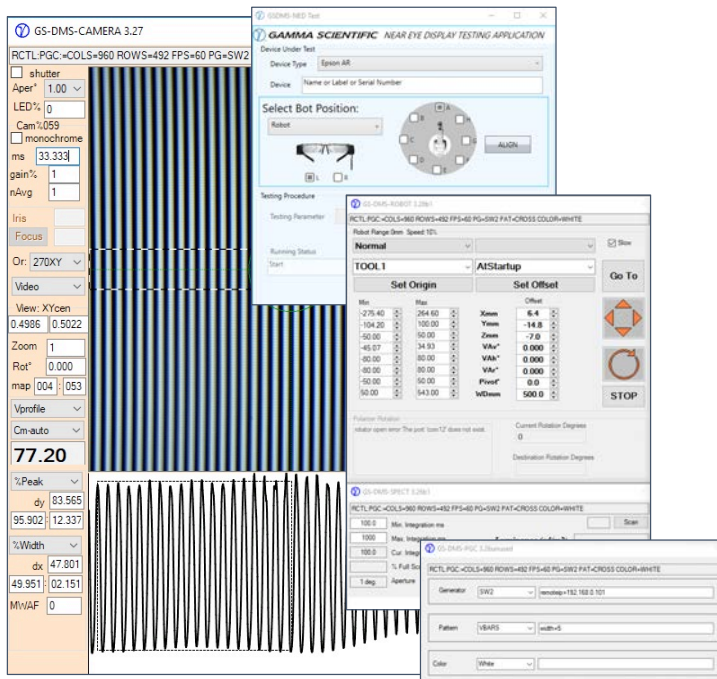 GS-DMS-CAMERA 3.27
RCTL:PGC:=COLS=960 ROWS=492 FPS=60 PG=SW2
shutter
Aper° 1.00
LED% 0
Cam%059
monochrome
ms 33.333
gain% 1
nAvg 1
Iris
Focus
Or: 270XY
Video
View: XYcen
0.4986 0.5022
Zoom 1
Rot° 0.000
map 004 : 053
Vprofile
Cm-auto
77.20
%Peak
dy 83.565
95.902 : 12.337
%Width
dx 47.801
49.951 : 02.151
MWAF 0
GSDMS-NED Test
GAMMA SCIENTIFIC NEAR EYE DISPLAY TESTING APPLICATION
Device Under Test
Device Type Epson AR
Device Name or Label or Serial Number
Select Bot Position:
Robot
L R
A
B
C
D
E
F
G
H
ALIGN
Testing Procedure
Testing Parameter
Running Status
Start
GS-DMS-ROBOT 3.26b1
RCTL:PGC:=COLS=960 ROWS=492 FPS=60 PG=SW2 PAT=CROSS COLOR=WHITE
Robot Range:0mm Speed:10%
Normal
Slow
TOOL1 AtStartup
Go To
Set Origin Set Offset
Min Max Offset
-275.40 264.60 Xmm 6.4
-104.20 100.00 Ymm -14.8
-50.00 50.00 Zmm -7.0
-45.07 34.93 VAv° 0.000
-80.00 80.00 VAh° 0.000
-80.00 80.00 VAr° 0.000
-50.00 50.00 Pivot° 0.0
50.00 543.00 WDmm 500.0
STOP
Polarizer Rotation
rotator open error The port 'com12' does not exist.
Current Rotation Degrees
0
Destination Rotation Degrees
GS-DMS-SPECT 3.26b1
RCTL:PGC:=COLS=960 ROWS=492 FPS=60 PG=SW2 PAT=CROSS COLOR=WHITE
100.0 Min. Integration ms
Scan
1000 Max. Integration ms
100.0 Cur. Integ
% Full Sc
1 deg Aperture
GS-DMS-PGC
RCTL:PGC:=COLS=960 ROWS=492 FPS=60 PG=SW2 PAT=CROSS COLOR=WHITE
Generator SW2 remoteip=192.168.0.101
Pattern VBARS width=5
Color White